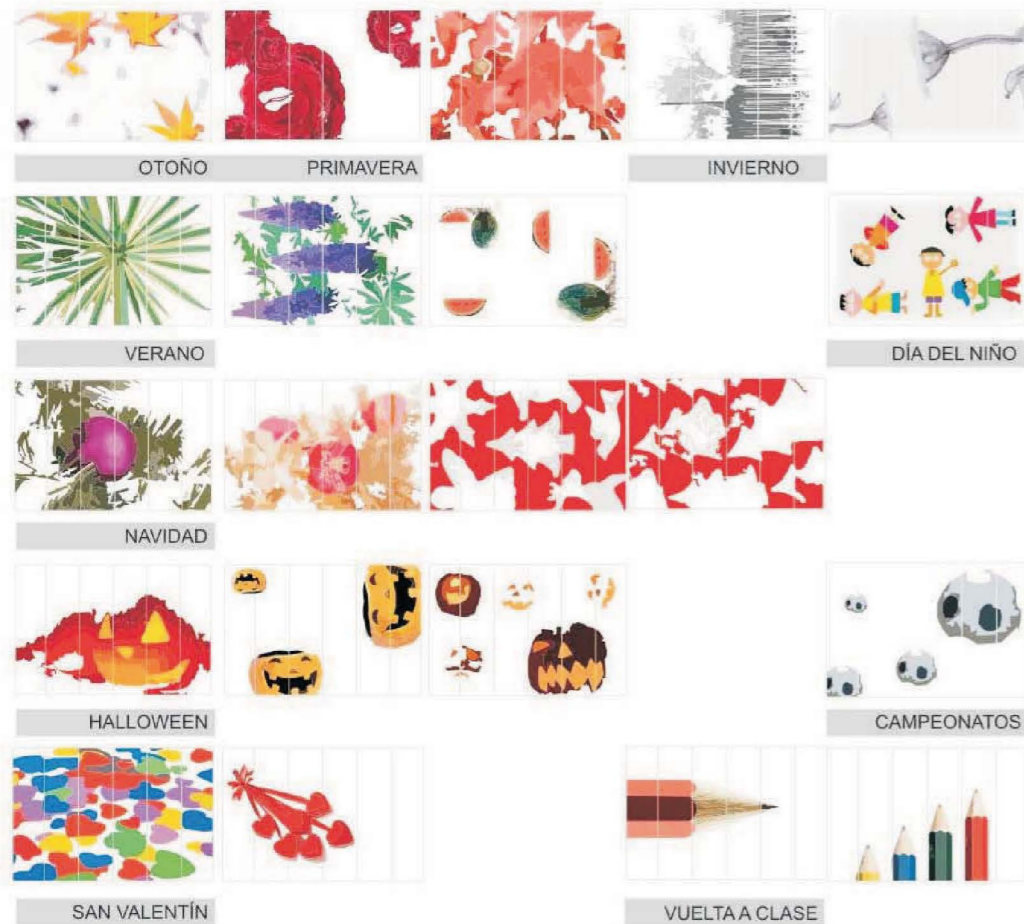 OTOÑO
PRIMAVERA
INVIERNO
VERANO
DÍA DEL NIÑO
NAVIDAD
HALLOWEEN
CAMPEONATOS
SAN VALENTÍN
VUELTA A CLASE